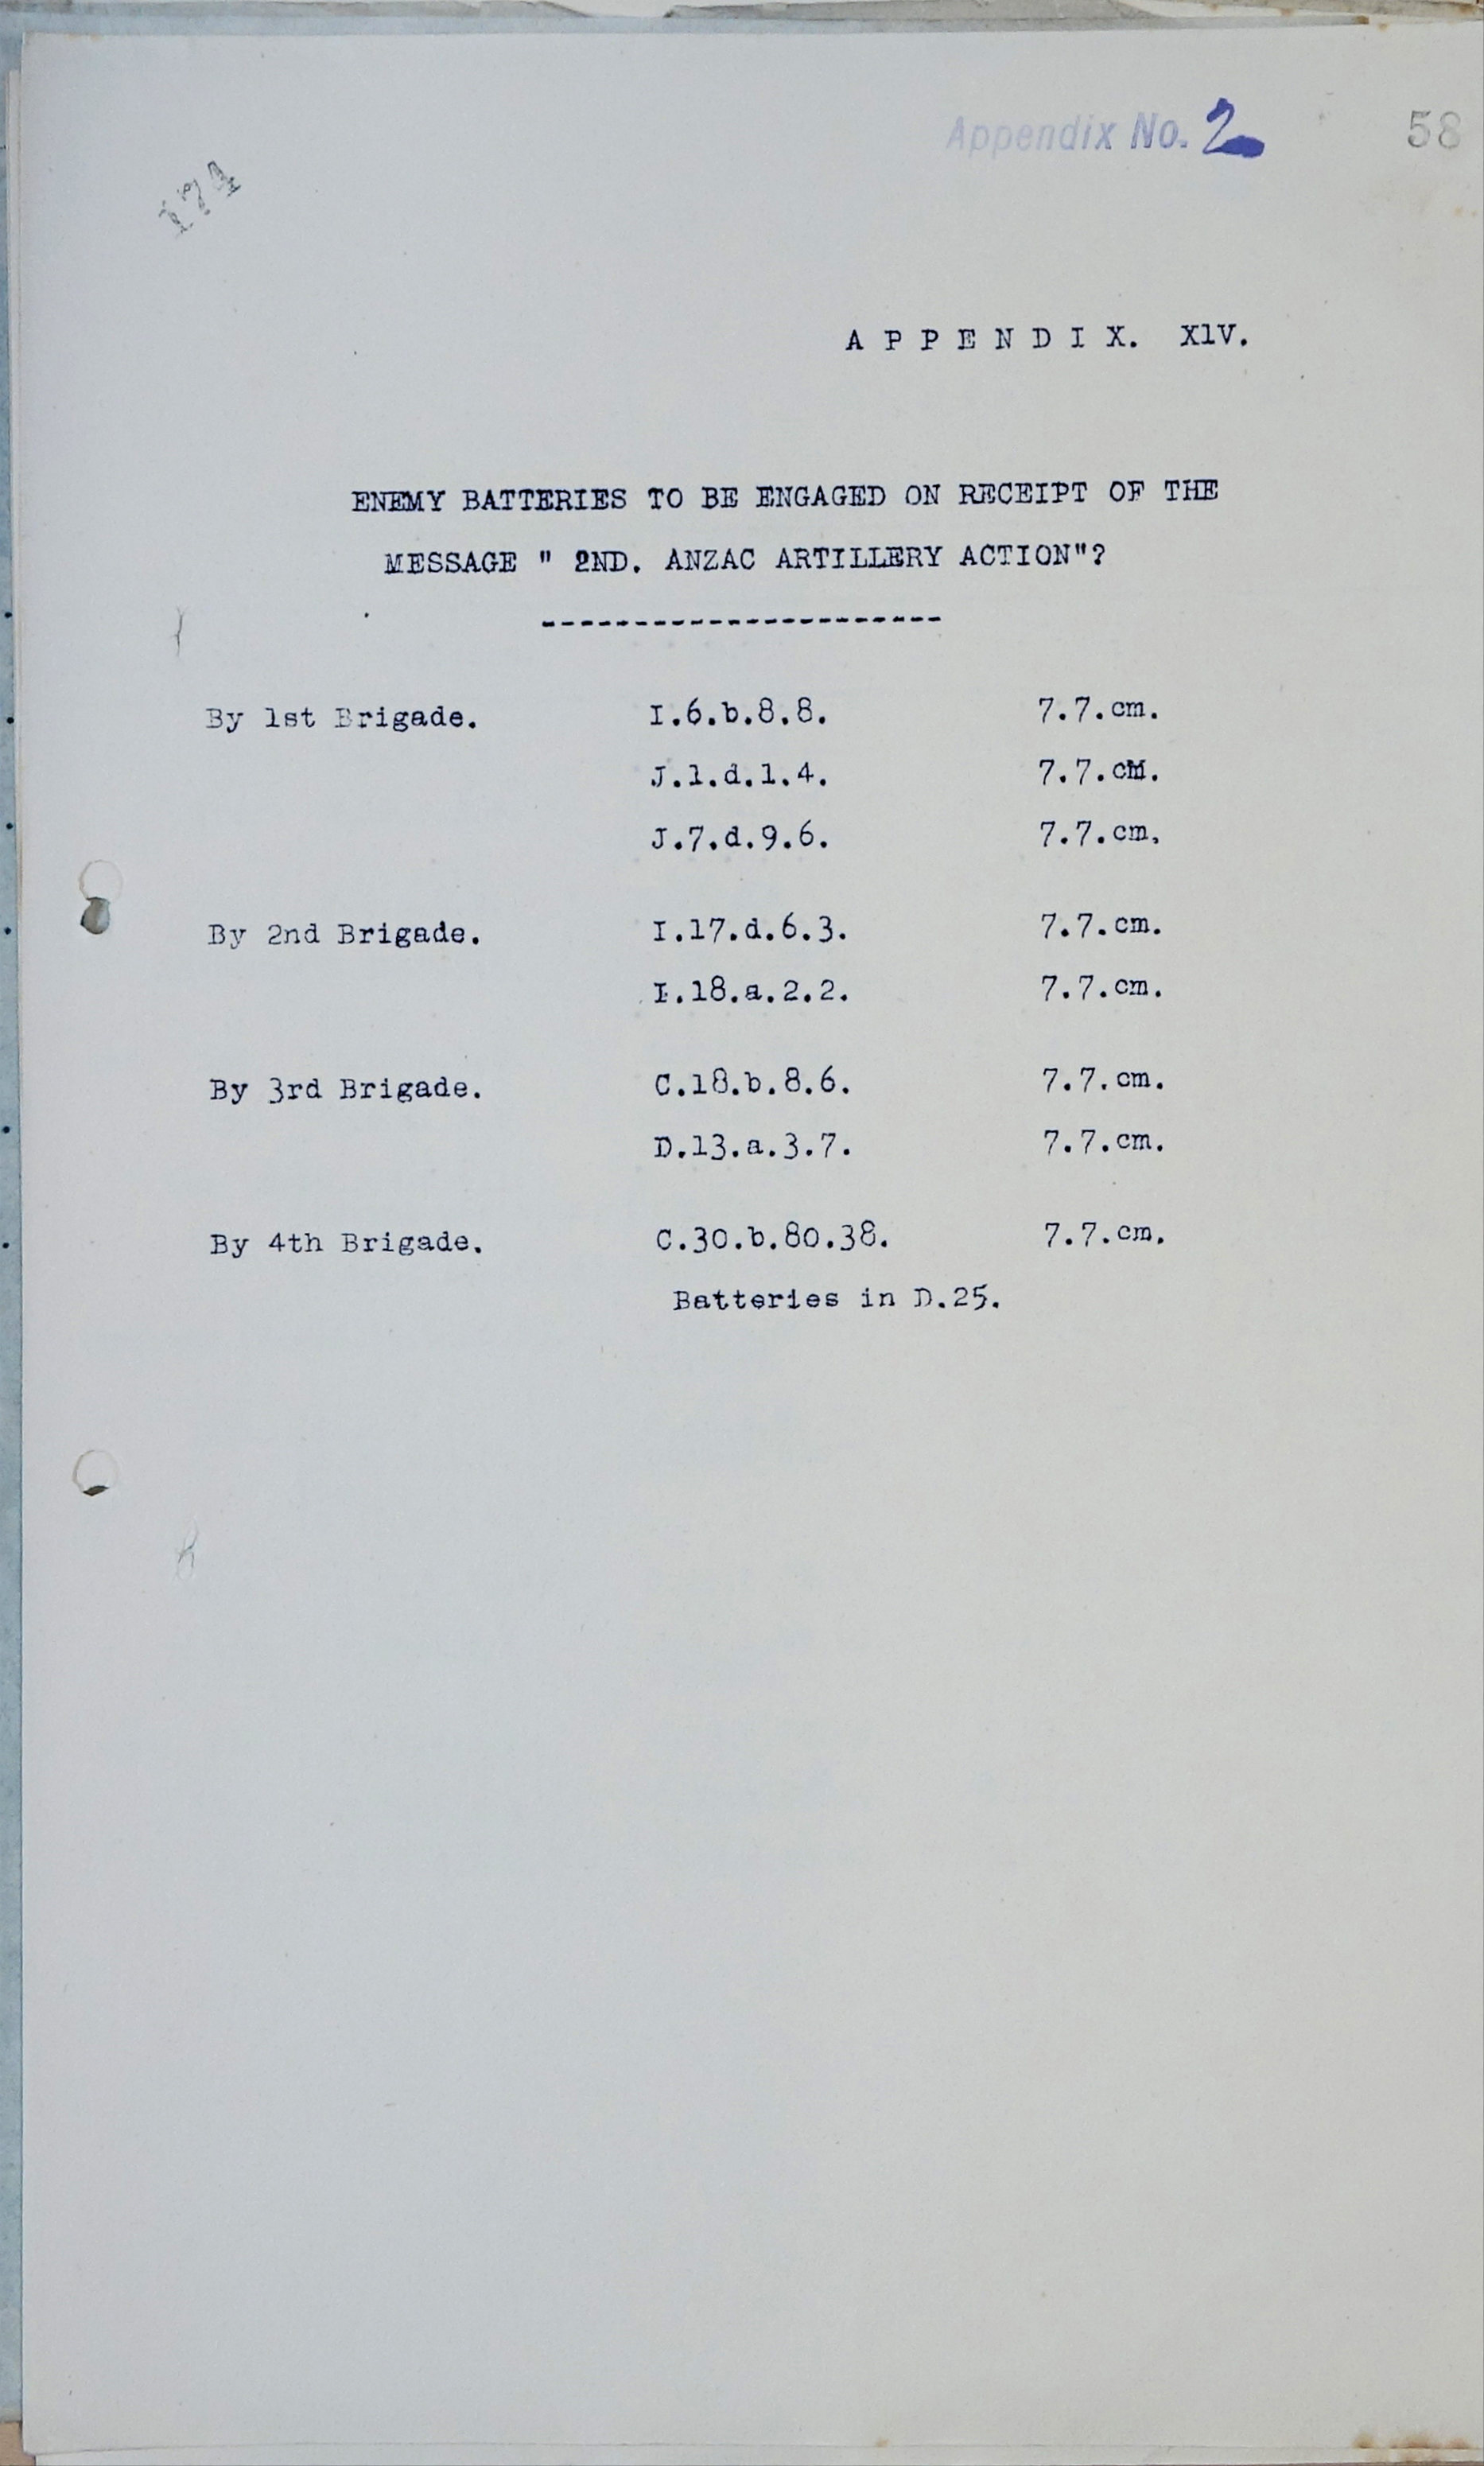 Appendix No. 2
58
174
A P P E N D I X. X1V.
ENEMY BATTERIES TO BE ENGAGED ON RECEIPT OF THE
MESSAGE " 2ND. ANZAC ARTILLERY ACTION"?
----------------------
By 1st Brigade. I.6.b.8.8. 7.7.cm.
J.1.d.1.4. 7.7.cM.
J.7.d.9.6. 7.7.cm.
By 2nd Brigade. I.17.d.6.3. 7.7.cm.
I.18.a.2.2. 7.7.cm.
By 3rd Brigade. C.18.b.8.6. 7.7.cm.
D.13.a.3.7. 7.7.cm.
By 4th Brigade. C.30.b.80.38. 7.7.cm.
Batteries in D.25.